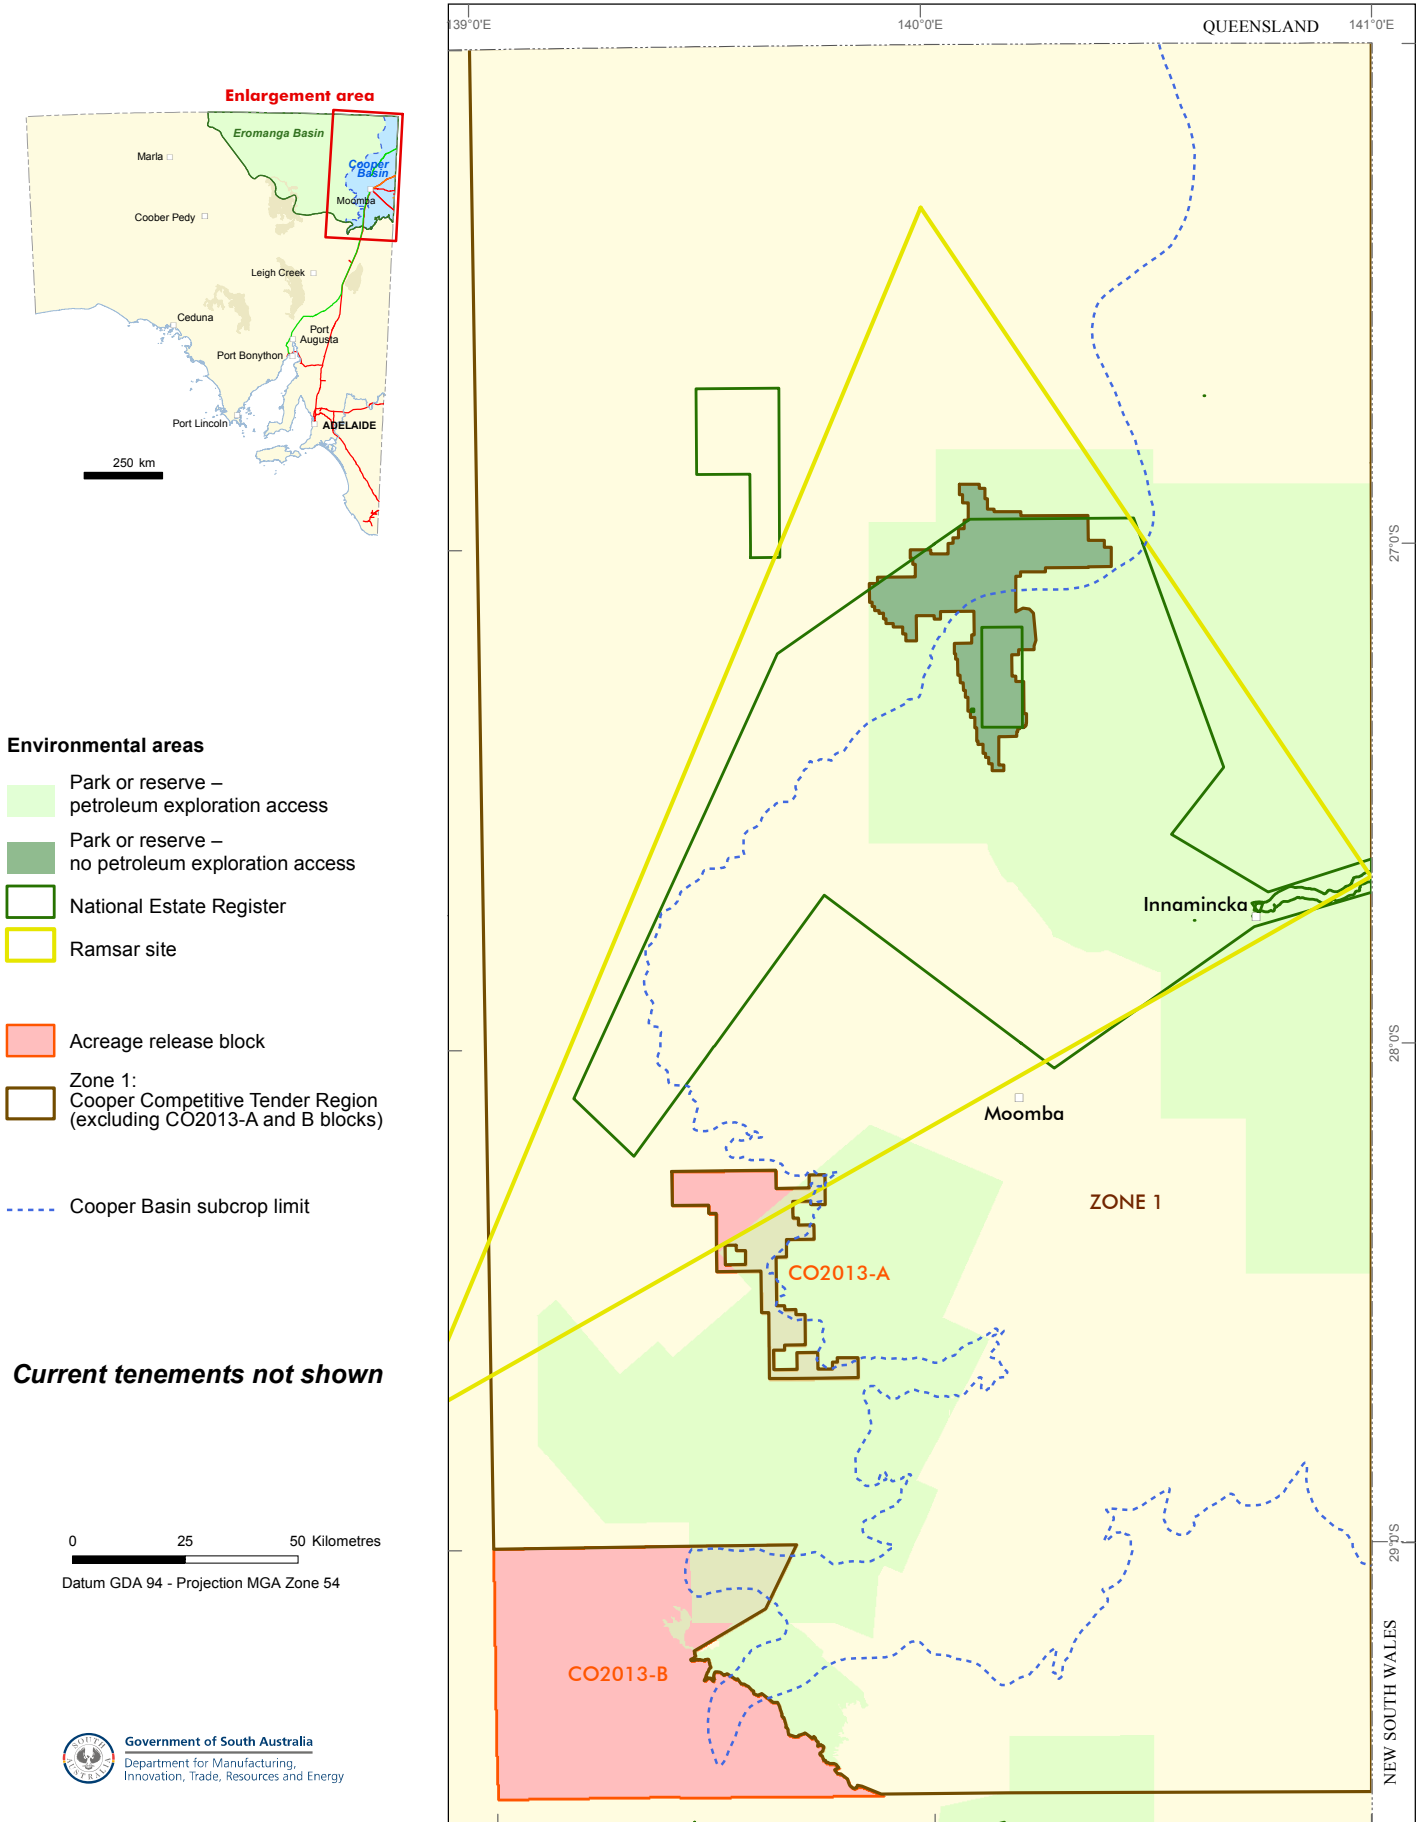 Enlargement area
Eromanga Basin
Cooper
Basin
Marla
Moomba
Coober Pedy
Leigh Creek
Ceduna
Port
Augusta
Port Bonython
Port Lincoln
ADELAIDE
250 km
Environmental areas
Park or reserve –
petroleum exploration access
Park or reserve –
no petroleum exploration access
National Estate Register
Ramsar site
Acreage release block
Zone 1:
Cooper Competitive Tender Region
(excluding CO2013-A and B blocks)
Cooper Basin subcrop limit
Current tenements not shown
0 25 50 Kilometres
Datum GDA 94 - Projection MGA Zone 54
SOUTH AUSTRALIA
Government of South Australia
Department for Manufacturing,
Innovation, Trade, Resources and Energy
139°0'E
140°0'E
141°0'E
QUEENSLAND
27°0'S
Innamincka
28°0'S
Moomba
ZONE 1
CO2013-A
29°0'S
CO2013-B
NEW SOUTH WALES